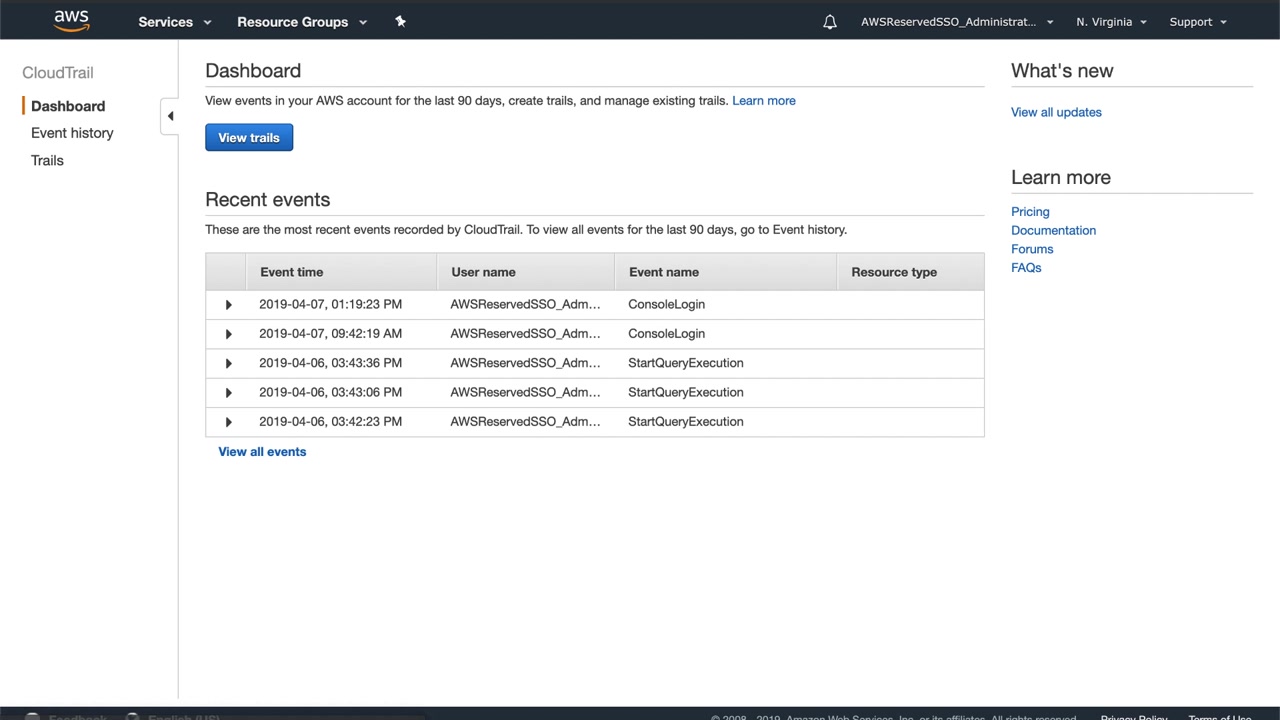 aws Services Resource Groups AWSReservedSSO_Administrat... N. Virginia Support
CloudTrail
Dashboard
Event history
Trails
Dashboard
View events in your AWS account for the last 90 days, create trails, and manage existing trails. Learn more
View trails
Recent events
These are the most recent events recorded by CloudTrail. To view all events for the last 90 days, go to Event history.
Event time User name Event name Resource type
2019-04-07, 01:19:23 PM AWSReservedSSO_Adm... ConsoleLogin
2019-04-07, 09:42:19 AM AWSReservedSSO_Adm... ConsoleLogin
2019-04-06, 03:43:36 PM AWSReservedSSO_Adm... StartQueryExecution
2019-04-06, 03:43:06 PM AWSReservedSSO_Adm... StartQueryExecution
2019-04-06, 03:42:23 PM AWSReservedSSO_Adm... StartQueryExecution
View all events
What's new
View all updates
Learn more
Pricing
Documentation
Forums
FAQs
Feedback English (US) © 2008 - 2019, Amazon Web Services, Inc. or its affiliates. All rights reserved. Privacy Policy Terms of Use